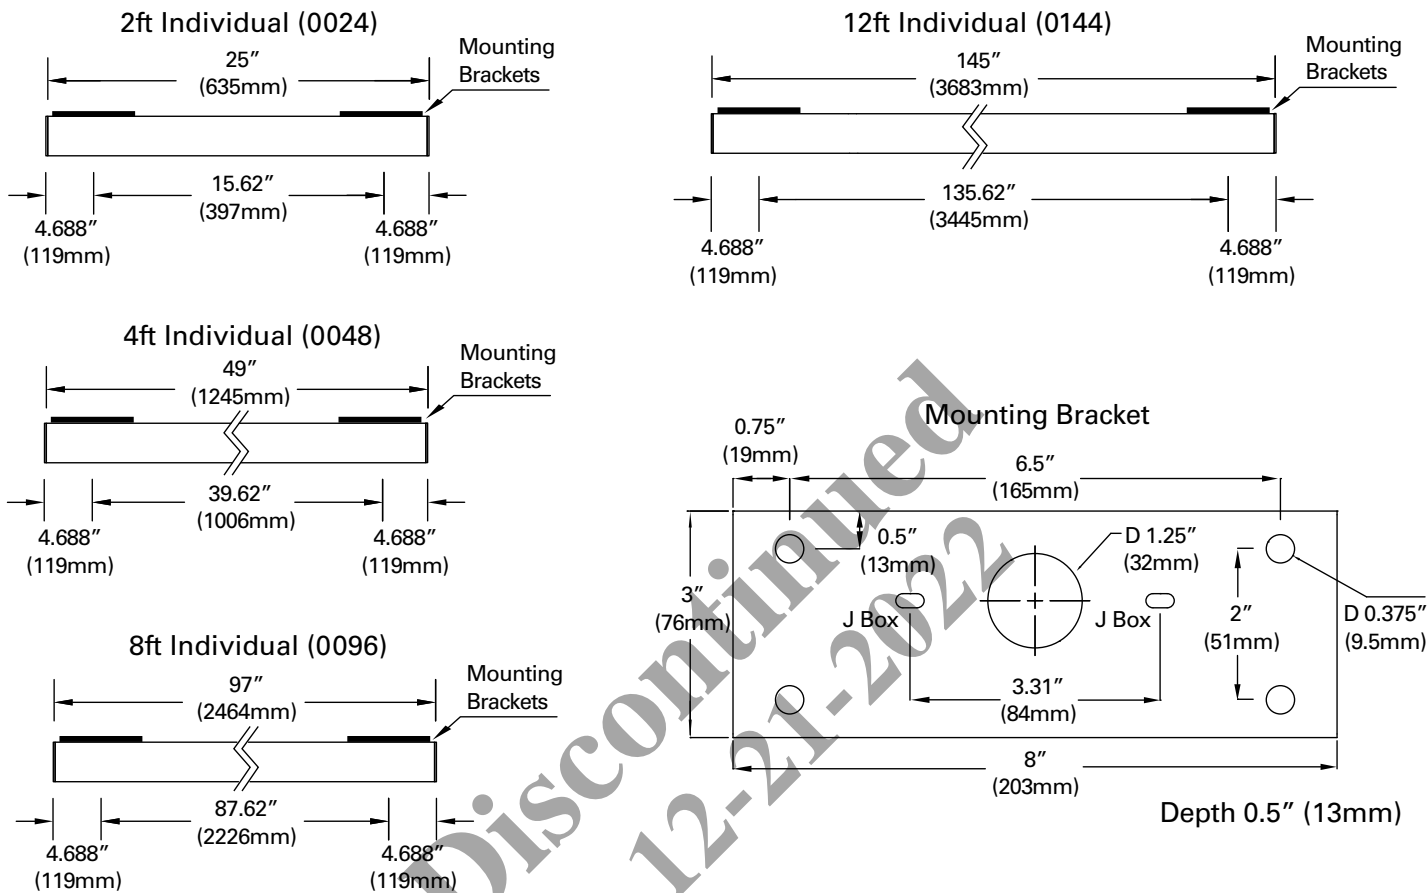 2ft Individual (0024)
25″
(635mm)
Mounting
Brackets
15.62″
(397mm)
4.688″
(119mm)
4.688″
(119mm)
12ft Individual (0144)
145″
(3683mm)
Mounting
Brackets
135.62″
(3445mm)
4.688″
(119mm)
4.688″
(119mm)
4ft Individual (0048)
49″
(1245mm)
Mounting
Brackets
39.62″
(1006mm)
4.688″
(119mm)
4.688″
(119mm)
8ft Individual (0096)
97″
(2464mm)
Mounting
Brackets
87.62″
(2226mm)
4.688″
(119mm)
4.688″
(119mm)
Mounting Bracket
0.75″
(19mm)
6.5″
(165mm)
0.5″
(13mm)
D 1.25″
(32mm)
3″
(76mm)
J Box
J Box
2″
(51mm)
D 0.375″
(9.5mm)
3.31″
(84mm)
8″
(203mm)
Depth 0.5″ (13mm)
Discontinued
12-21-2022